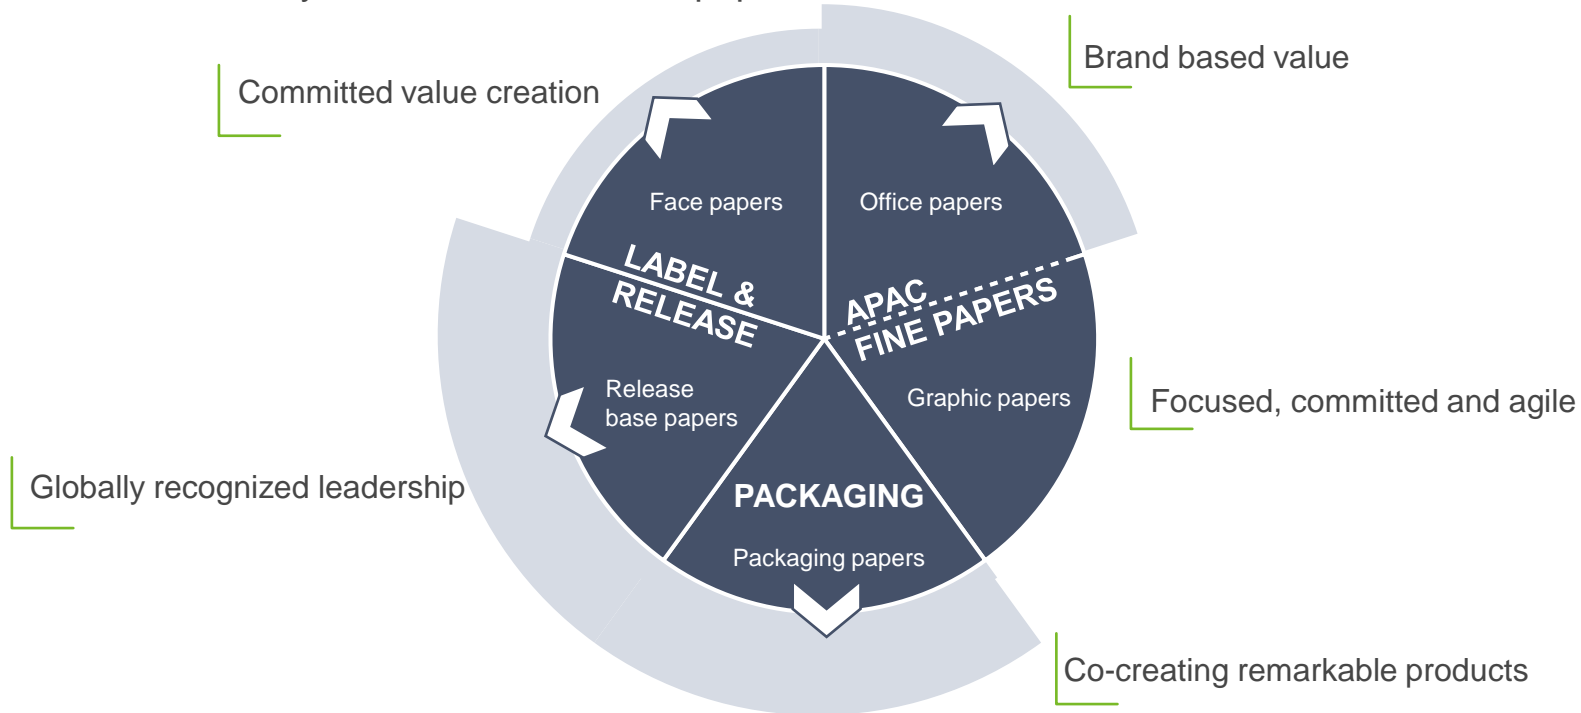 Committed value creation
Brand based value
Face papers
Office papers
LABEL &
RELEASE
APAC
FINE PAPERS
Release
base papers
Graphic papers
Focused, committed and agile
Globally recognized leadership
PACKAGING
Packaging papers
Co-creating remarkable products